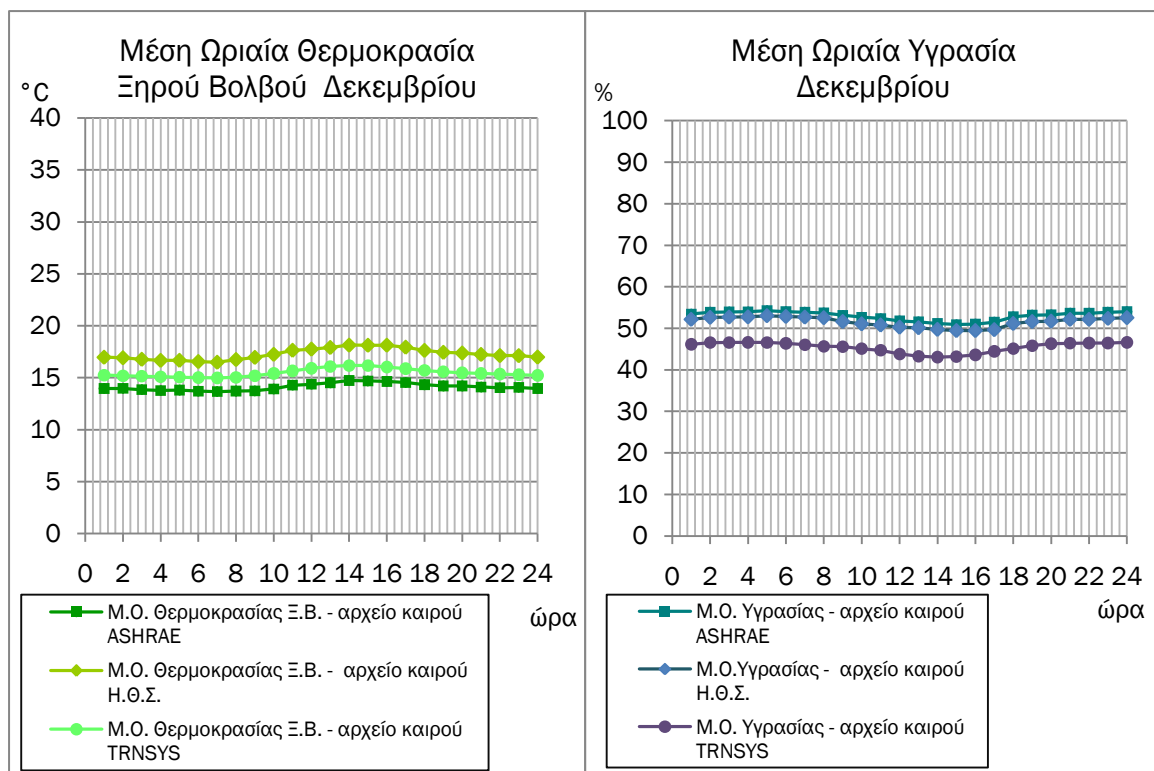 Μέση Ωριαία Θερμοκρασία
Ξηρού Βολβού Δεκεμβρίου
°C
40
35
30
25
20
15
10
5
0
0 2 4 6 8 10 12 14 16 18 20 22 24
ώρα
Μ.Ο. Θερμοκρασίας Ξ.Β. - αρχείο καιρού
ASHRAE
Μ.Ο. Θερμοκρασίας Ξ.Β. - αρχείο καιρού
Η.Θ.Σ.
Μ.Ο. Θερμοκρασίας Ξ.Β. - αρχείο καιρού
TRNSYS
Μέση Ωριαία Υγρασία
Δεκεμβρίου
%
100
90
80
70
60
50
40
30
20
10
0
0 2 4 6 8 10 12 14 16 18 20 22 24
ώρα
Μ.Ο. Υγρασίας - αρχείο καιρού
ASHRAE
Μ.Ο.Υγρασίας - αρχείο καιρού
Η.Θ.Σ.
Μ.Ο. Υγρασίας - αρχείο καιρού
TRNSYS